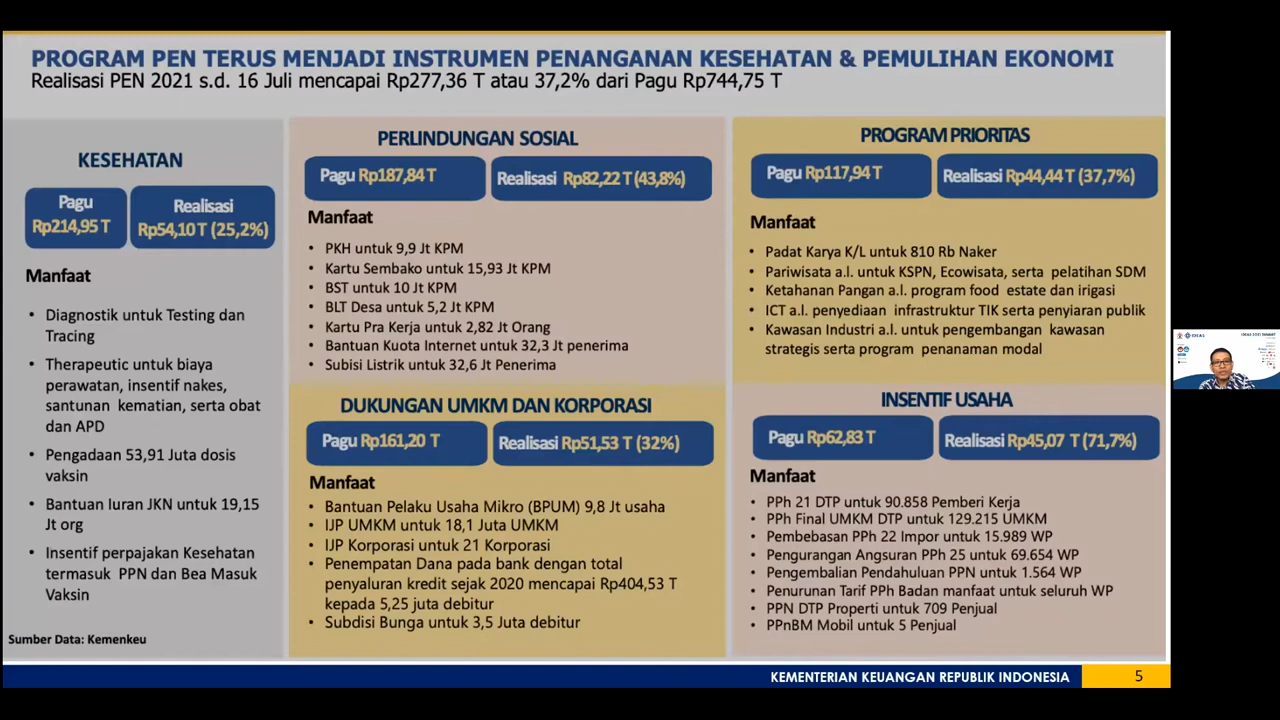 PROGRAM PEN TERUS MENJADI INSTRUMEN PENANGANAN KESEHATAN & PEMULIHAN EKONOMI
Realisasi PEN 2021 s.d. 16 Juli mencapai Rp277,36 T atau 37,2% dari Pagu Rp744,75 T
KESEHATAN
Pagu
Rp214,95 T
Realisasi
Rp54,10 T (25,2%)
Manfaat
• Diagnostik untuk Testing dan
Tracing
• Therapeutic untuk biaya
perawatan, insentif nakes,
santunan kematian, serta obat
dan APD
• Pengadaan 53,91 Juta dosis
vaksin
• Bantuan Iuran JKN untuk 19,15
Jt org
• Insentif perpajakan Kesehatan
termasuk PPN dan Bea Masuk
Vaksin
Sumber Data: Kemenkeu
PERLINDUNGAN SOSIAL
Pagu Rp187,84 T
Realisasi Rp82,22 T (43,8%)
Manfaat
• PKH untuk 9,9 Jt KPM
• Kartu Sembako untuk 15,93 Jt KPM
• BST untuk 10 Jt KPM
• BLT Desa untuk 5,2 Jt KPM
• Kartu Pra Kerja untuk 2,82 Jt Orang
• Bantuan Kuota Internet untuk 32,3 Jt penerima
• Subisi Listrik untuk 32,6 Jt Penerima
DUKUNGAN UMKM DAN KORPORASI
Pagu Rp161,20 T
Realisasi Rp51,53 T (32%)
Manfaat
• Bantuan Pelaku Usaha Mikro (BPUM) 9,8 Jt usaha
• IJP UMKM untuk 18,1 Juta UMKM
• IJP Korporasi untuk 21 Korporasi
• Penempatan Dana pada bank dengan total
penyaluran kredit sejak 2020 mencapai Rp404,53 T
kepada 5,25 juta debitur
• Subdisi Bunga untuk 3,5 Juta debitur
PROGRAM PRIORITAS
Pagu Rp117,94 T
Realisasi Rp44,44 T (37,7%)
Manfaat
• Padat Karya K/L untuk 810 Rb Naker
• Pariwisata a.l. untuk KSPN, Ecowisata, serta pelatihan SDM
• Ketahanan Pangan a.l. program food estate dan irigasi
• ICT a.l. penyediaan infrastruktur TIK serta penyiaran publik
• Kawasan Industri a.l. untuk pengembangan kawasan
strategis serta program penanaman modal
INSENTIF USAHA
Pagu Rp62,83 T
Realisasi Rp45,07 T (71,7%)
Manfaat
• PPh 21 DTP untuk 90.858 Pemberi Kerja
• PPh Final UMKM DTP untuk 129.215 UMKM
• Pembebasan PPh 22 Impor untuk 15.989 WP
• Pengurangan Angsuran PPh 25 untuk 69.654 WP
• Pengembalian Pendahuluan PPN untuk 1.564 WP
• Penurunan Tarif PPh Badan manfaat untuk seluruh WP
• PPN DTP Properti untuk 709 Penjual
• PPnBM Mobil untuk 5 Penjual
KEMENTERIAN KEUANGAN REPUBLIK INDONESIA
5